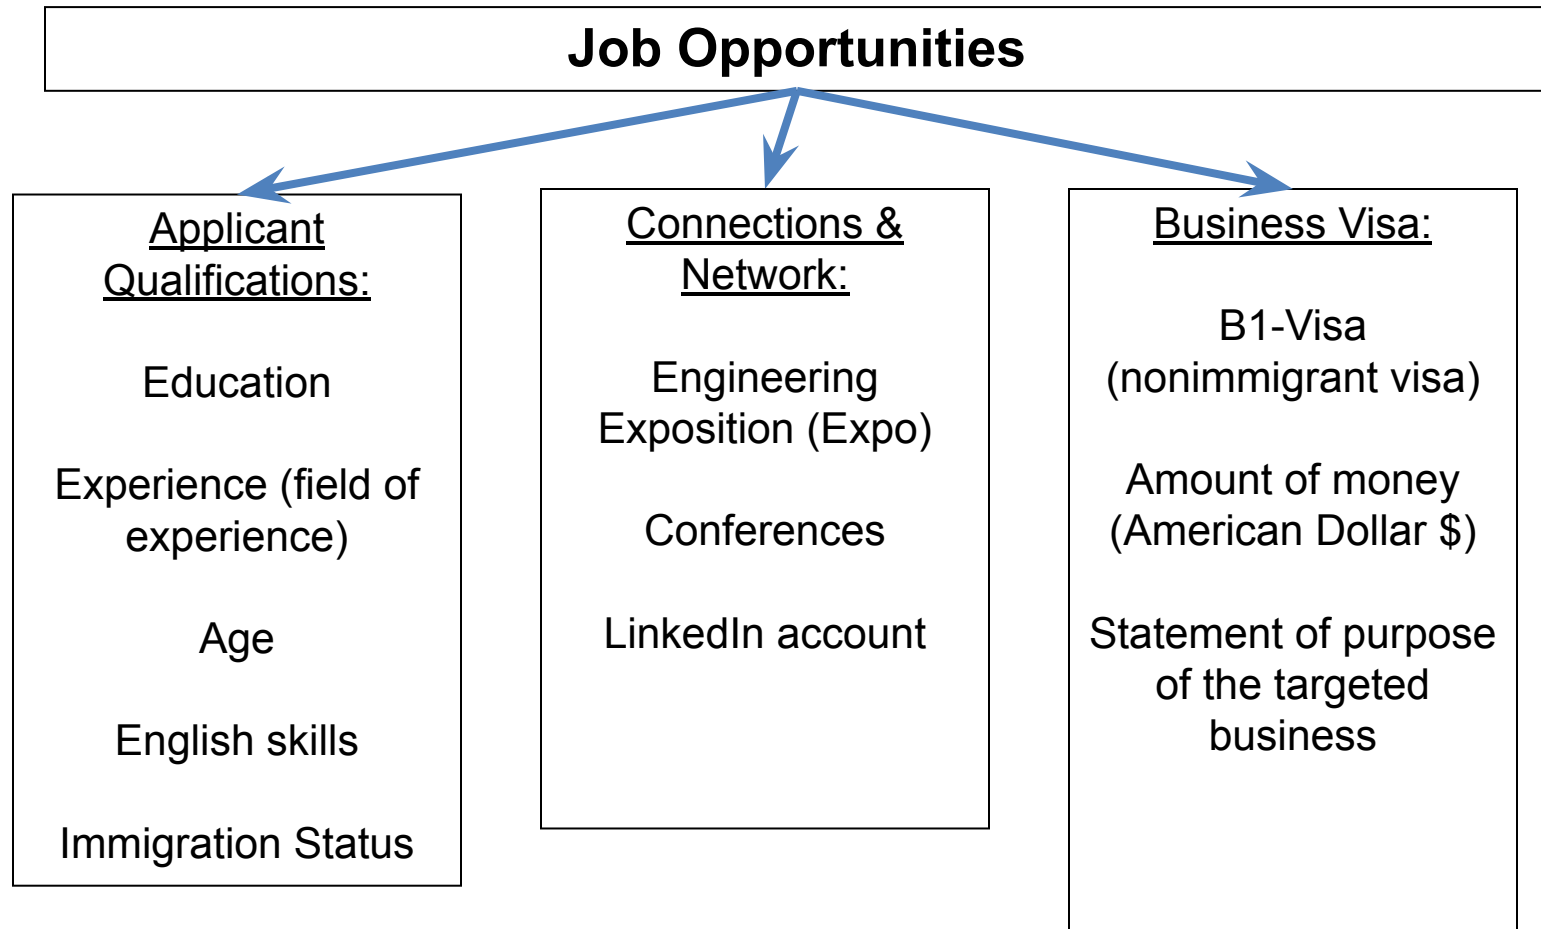 Job Opportunities
Applicant
Qualifications:
Education
Experience (field of
experience)
Age
English skills
Immigration Status
Connections &
Network:
Engineering
Exposition (Expo)
Conferences
LinkedIn account
Business Visa:
B1-Visa
(nonimmigrant visa)
Amount of money
(American Dollar $)
Statement of purpose
of the targeted
business